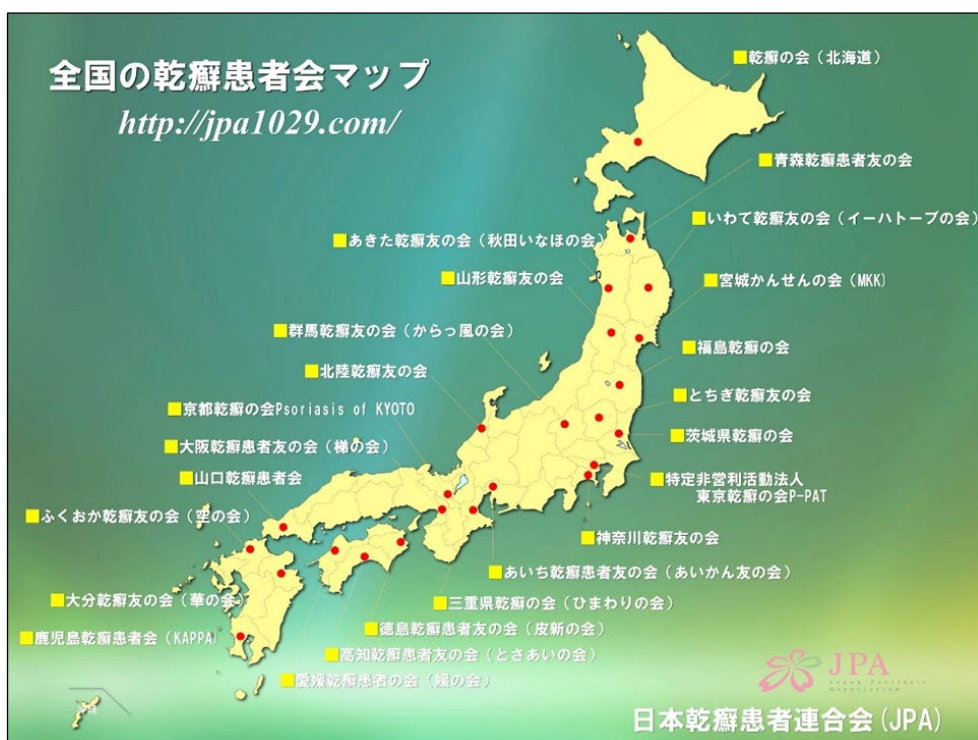 全国の乾癬患者会マップ
http://jpa1029.com/
■乾癬の会（北海道）
■青森乾癬患者友の会
■いわて乾癬友の会（イーハトーブの会）
■あきた乾癬友の会（秋田いなほの会）
■山形乾癬友の会
■宮城かんせんの会（MKK）
■群馬乾癬友の会（からっ風の会）
■福島乾癬の会
■北陸乾癬友の会
■とちぎ乾癬友の会
■京都乾癬の会Psoriasis of KYOTO
■茨城県乾癬の会
■大阪乾癬患者友の会（梯の会）
■山口乾癬患者会
■特定非営利活動法人
東京乾癬の会P-PAT
■ふくおか乾癬友の会（空の会）
■神奈川乾癬友の会
■あいち乾癬患者友の会（あいかん友の会）
■大分乾癬友の会（華の会）
■三重県乾癬の会（ひまわりの会）
■徳島乾癬患者友の会（皮新の会）
■鹿児島乾癬患者会（KAPPA）
■高知乾癬患者友の会（とさあいの会）
■愛媛乾癬患者の会（媛の会）
JPA
Japan Psoriasis
Association
日本乾癬患者連合会(JPA)